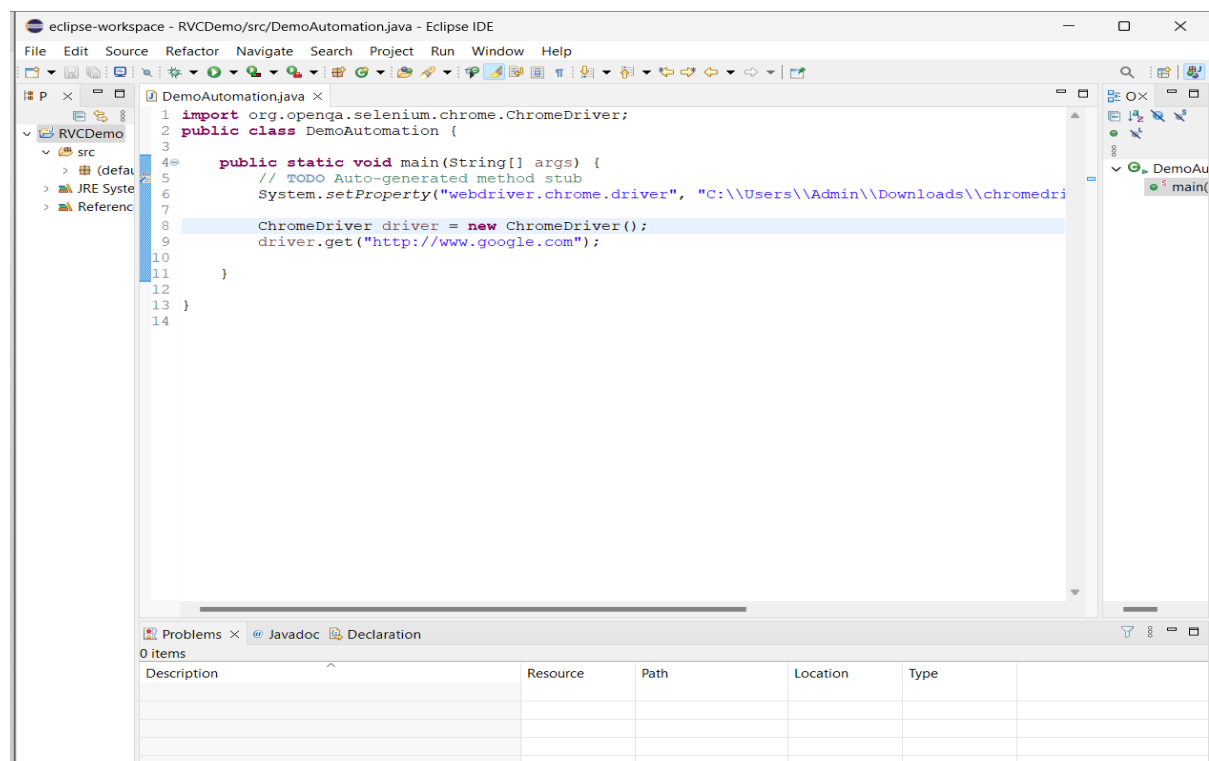 eclipse-workspace - RVCDemo/src/DemoAutomation.java - Eclipse IDE
File Edit Source Refactor Navigate Search Project Run Window Help
P
DemoAutomation.java
O
RVCDemo
src
(defau
JRE Syste
Referenc
1 import org.openqa.selenium.chrome.ChromeDriver;
2 public class DemoAutomation {
3
4 public static void main(String[] args) {
5 // TODO Auto-generated method stub
6 System.setProperty("webdriver.chrome.driver", "C:\\Users\\Admin\\Downloads\\chromedri
7
8 ChromeDriver driver = new ChromeDriver();
9 driver.get("http://www.google.com");
10
11 }
12
13 }
14
DemoAu
main(
Problems @ Javadoc Declaration
0 items
Description Resource Path Location Type